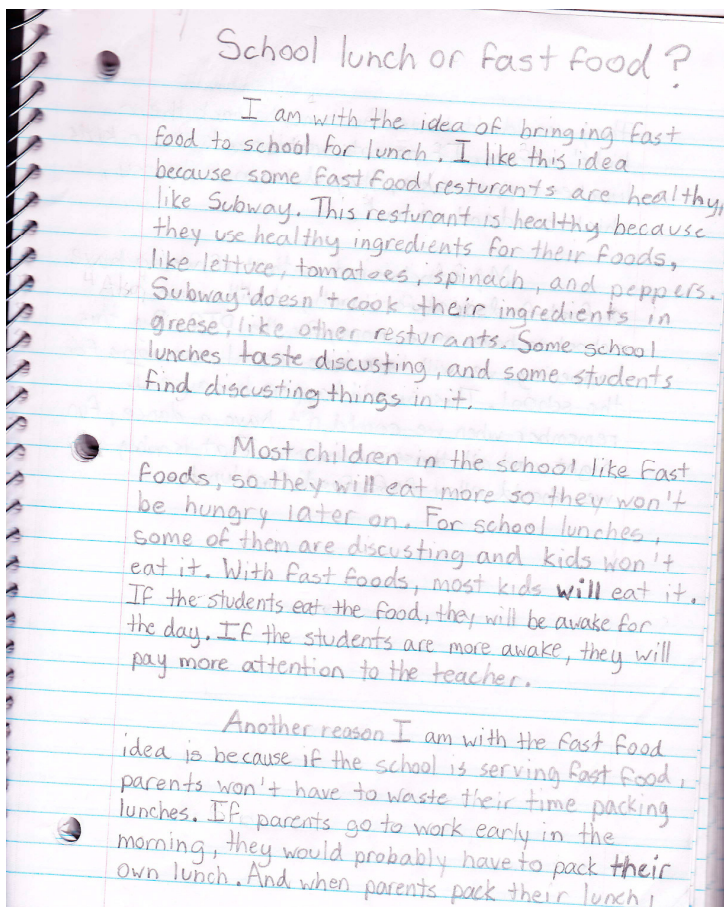 School lunch or fast food?
I am with the idea of bringing fast
food to school for lunch. I like this idea
because some fast food resturants are healthy,
like Subway. This resturant is healthy because
they use healthy ingredients for their foods,
like lettuce, tomatoes, spinach, and peppers.
Subway doesn't cook their ingredients in
greese like other resturants. Some school
lunches taste discusting, and some students
find discusting things in it.
Most children in the school like fast
foods, so they will eat more so they won't
be hungry later on. For school lunches,
some of them are discusting and kids won't
eat it. With fast foods, most kids will eat it.
If the students eat the food, they will be awake for
the day. If the students are more awake, they will
pay more attention to the teacher.
Another reason I am with the fast food
idea is because if the school is serving fast food,
parents won't have to waste their time packing
lunches. If parents go to work early in the
morning, they would probably have to pack their
own lunch. And when parents pack their lunch,